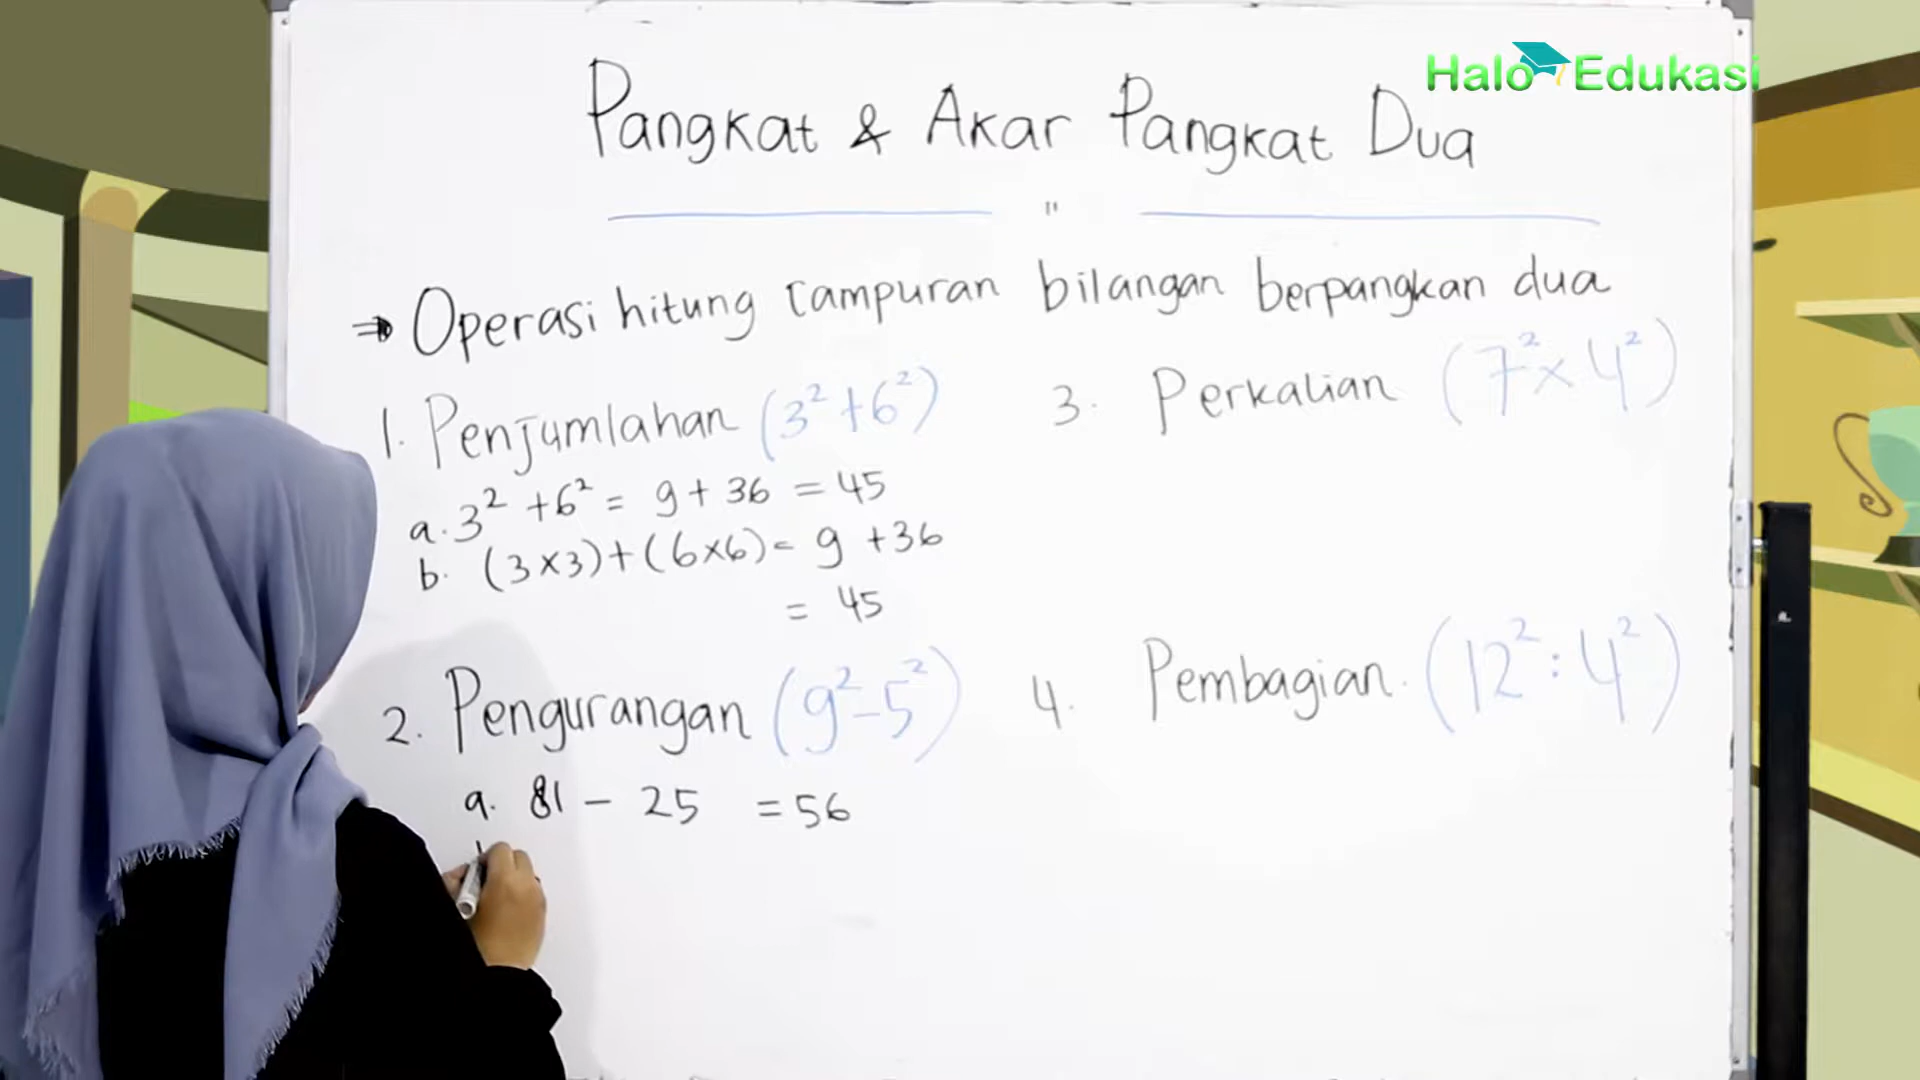 Halo Edukasi
Pangkat & Akar Pangkat Dua
"
⇒ Operasi hitung campuran bilangan berpangkan dua
1. Penjumlahan (3² + 6²)
a. 3² + 6² = 9 + 36 = 45
b. (3×3) + (6×6) = 9 + 36
= 45
2. Pengurangan (9² - 5²)
a. 81 - 25 = 56
3. Perkalian (7² × 4²)
4. Pembagian. (12² : 4²)